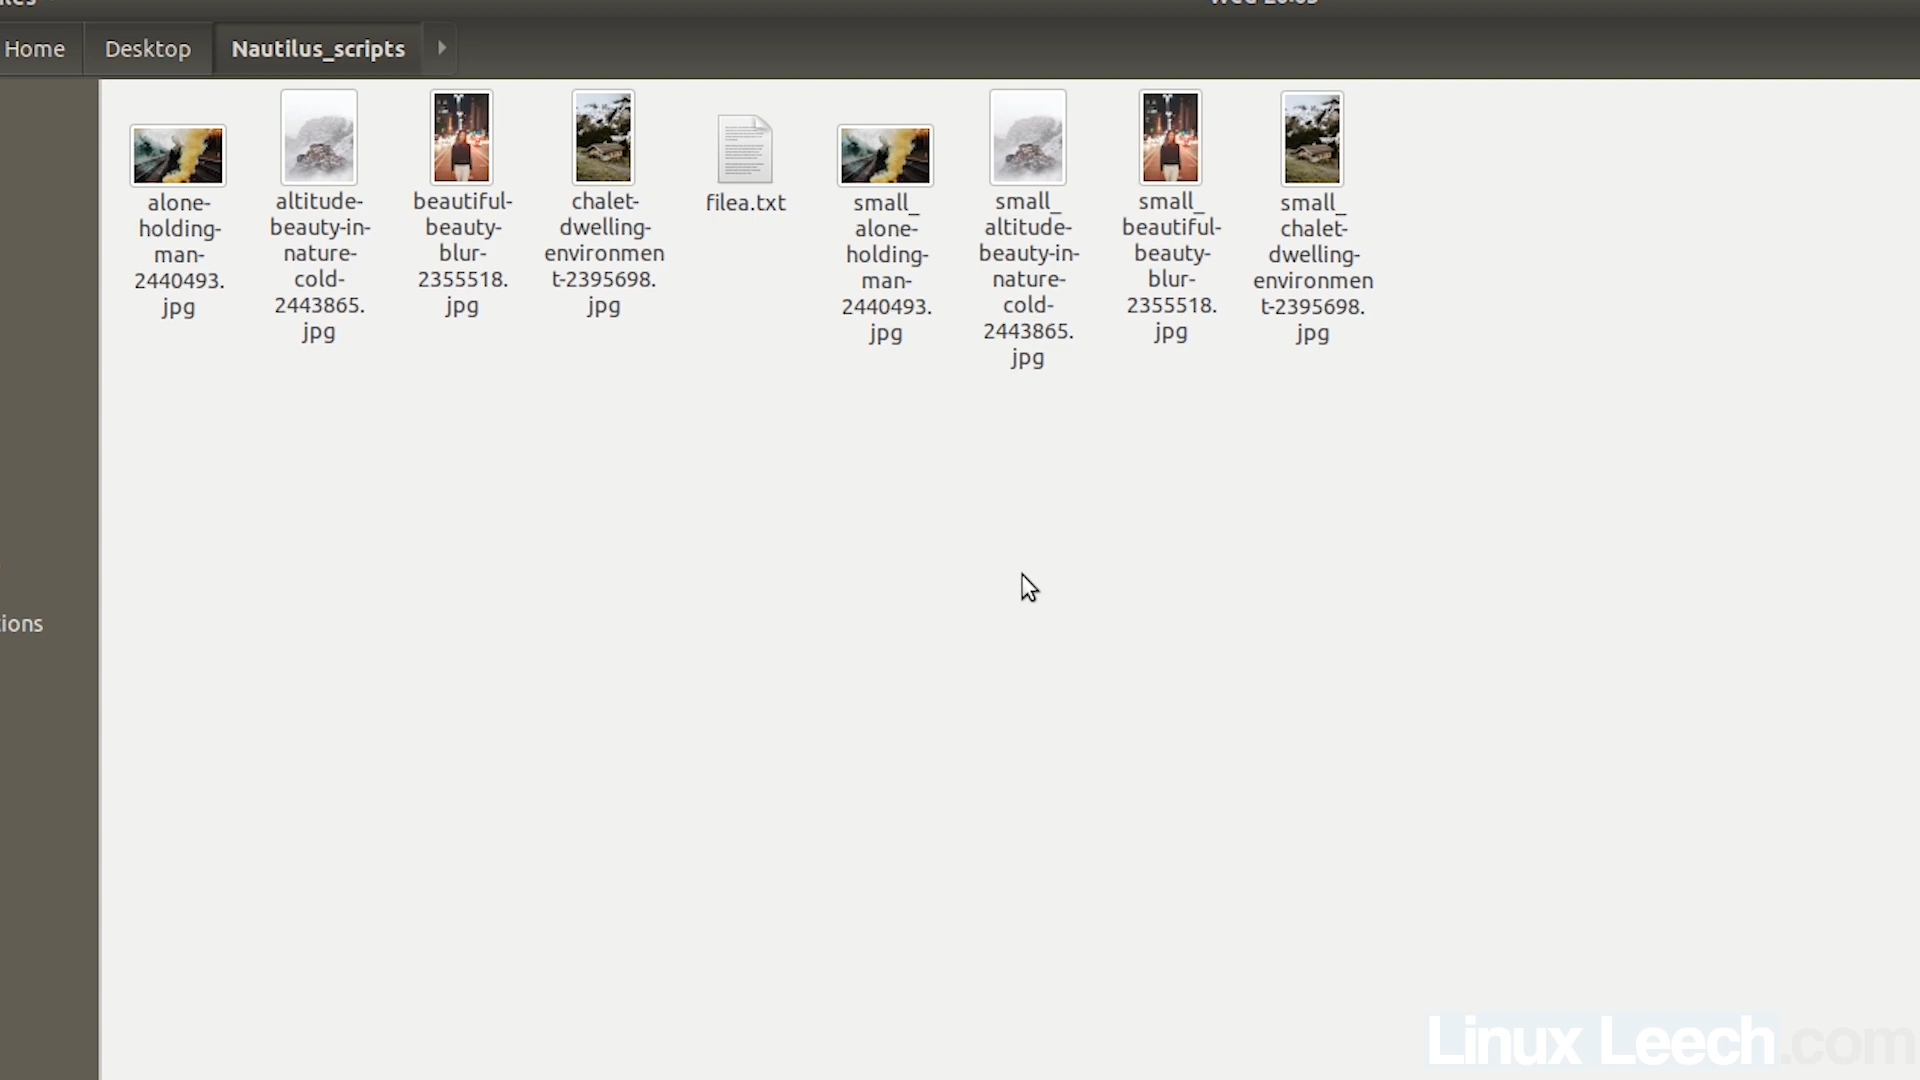 Home
Desktop
Nautilus_scripts
alone-
holding-
man-
2440493.
jpg
altitude-
beauty-in-
nature-
cold-
2443865.
jpg
beautiful-
beauty-
blur-
2355518.
jpg
chalet-
dwelling-
environmen
t-2395698.
jpg
filea.txt
small_
alone-
holding-
man-
2440493.
jpg
small_
altitude-
beauty-in-
nature-
cold-
2443865.
jpg
small_
beautiful-
beauty-
blur-
2355518.
jpg
small_
chalet-
dwelling-
environmen
t-2395698.
jpg
tions
Linux Leech.com